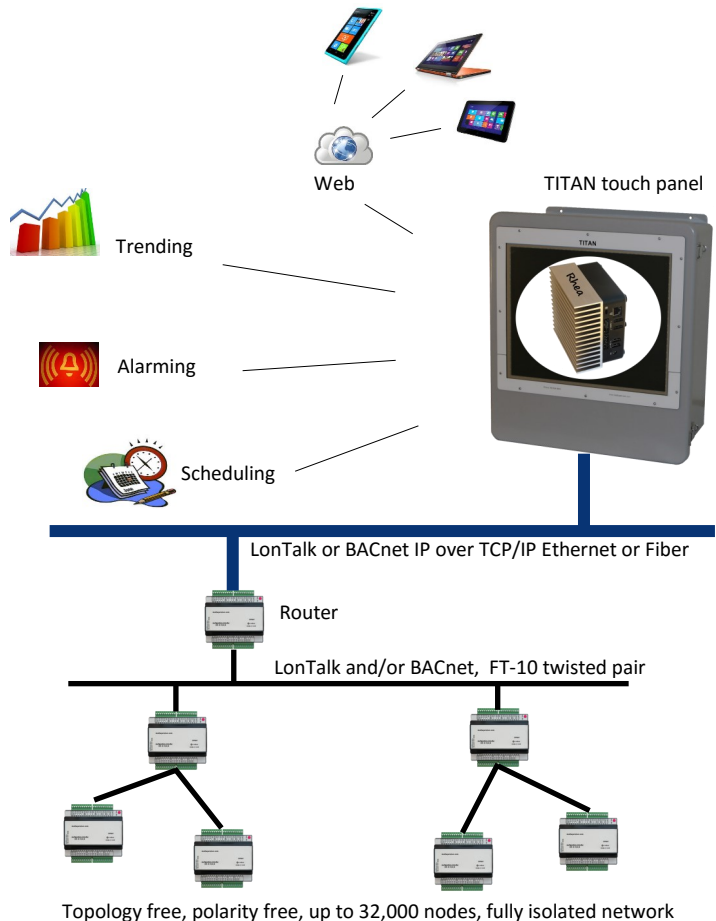 Web
TITAN touch panel
TITAN
Rhea
Trending
Alarming
Scheduling
LonTalk or BACnet IP over TCP/IP Ethernet or Fiber
Router
LonTalk and/or BACnet, FT-10 twisted pair
Topology free, polarity free, up to 32,000 nodes, fully isolated network